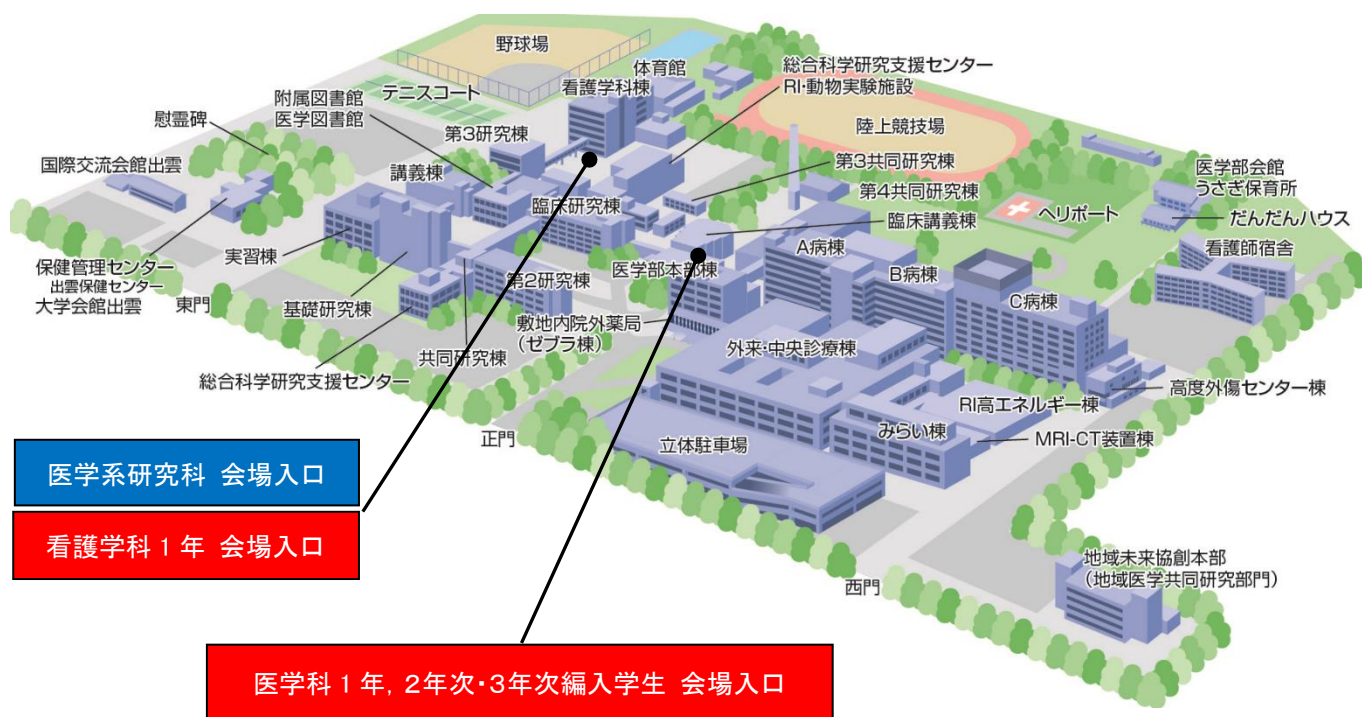 野球場
体育館
看護学科棟
総合科学研究支援センター
RI・動物実験施設
テニスコート
附属図書館
医学図書館
慰霊碑
第3研究棟
陸上競技場
国際交流会館出雲
講義棟
第3共同研究棟
医学部会館
うさぎ保育所
第4共同研究棟
臨床研究棟
ヘリポート
だんだんハウス
臨床講義棟
A病棟
看護師宿舎
実習棟
保健管理センター
出雲保健センター
大学会館出雲
医学部本部棟
B病棟
第2研究棟
東門
基礎研究棟
C病棟
敷地内院外薬局
(ゼブラ棟)
外来・中央診療棟
共同研究棟
総合科学研究支援センター
高度外傷センター棟
RI高エネルギー棟
みらい棟
正門
立体駐車場
MRI-CT装置棟
医学系研究科 会場入口
看護学科1年 会場入口
地域未来協創本部
(地域医学共同研究部門)
西門
医学科1年,2年次・3年次編入学生 会場入口